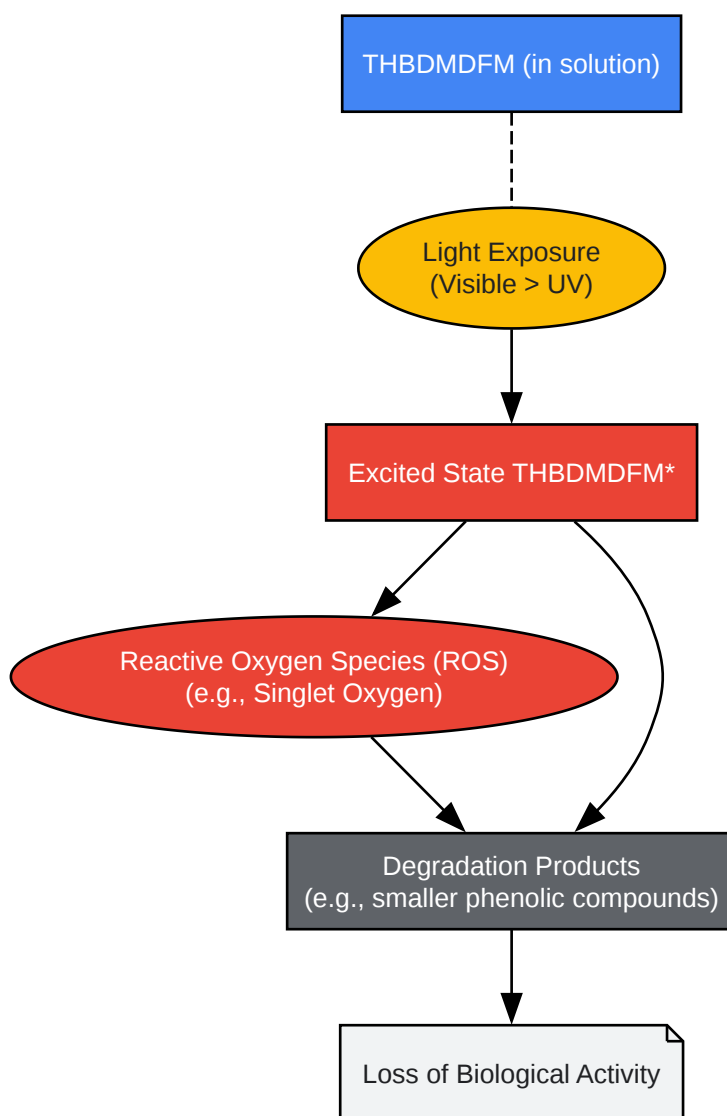 THBDMDFM (in solution)
Light Exposure
(Visible > UV)
Excited State THBDMDFM*
Reactive Oxygen Species (ROS)
(e.g., Singlet Oxygen)
Degradation Products
(e.g., smaller phenolic compounds)
Loss of Biological Activity